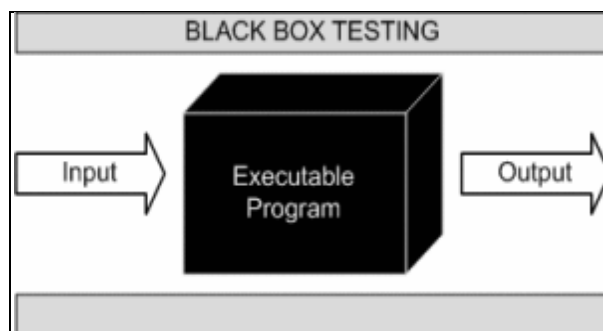 BLACK BOX TESTING
Input
Executable
Program
Output